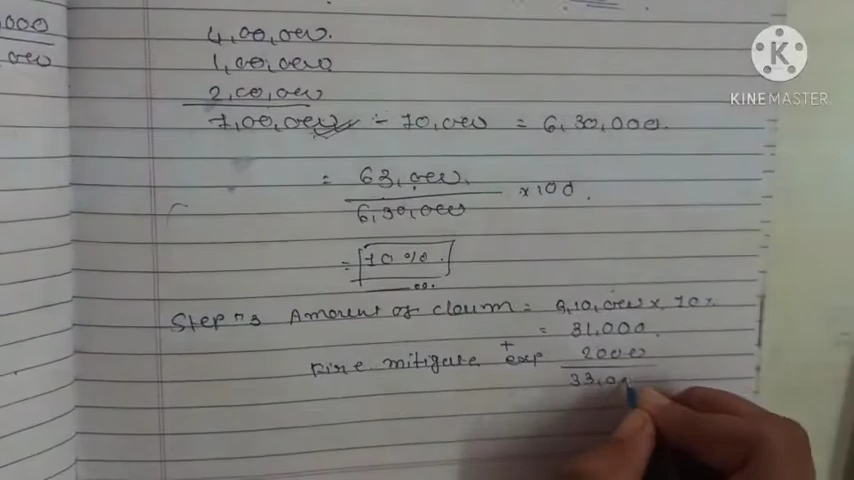 ,000
,000
4,00,000.
1,00,000
2,00,000
7,00,000 - 70,000 = 6,30,000.
= 63,000. / 6,30,000 × 100.
= 10 %.
Step-3 Amount of claim = 3,10,000 × 10%
= 31,000.
Fire mitigate + exp 2000
33,00
KINEMASTER